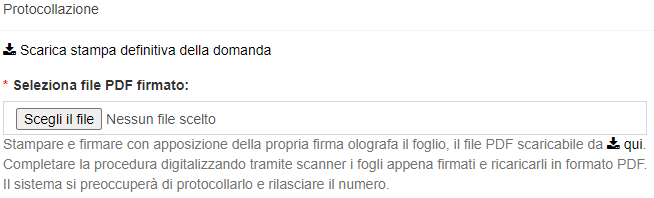 Protocollazione
Scarica stampa definitiva della domanda
* Seleziona file PDF firmato:
Scegli il file Nessun file scelto
Stampare e firmare con apposizione della propria firma olografa il foglio, il file PDF scaricabile da qui.
Completare la procedura digitalizzando tramite scanner i fogli appena firmati e ricaricarli in formato PDF.
Il sistema si preoccuperà di protocollarlo e rilasciare il numero.